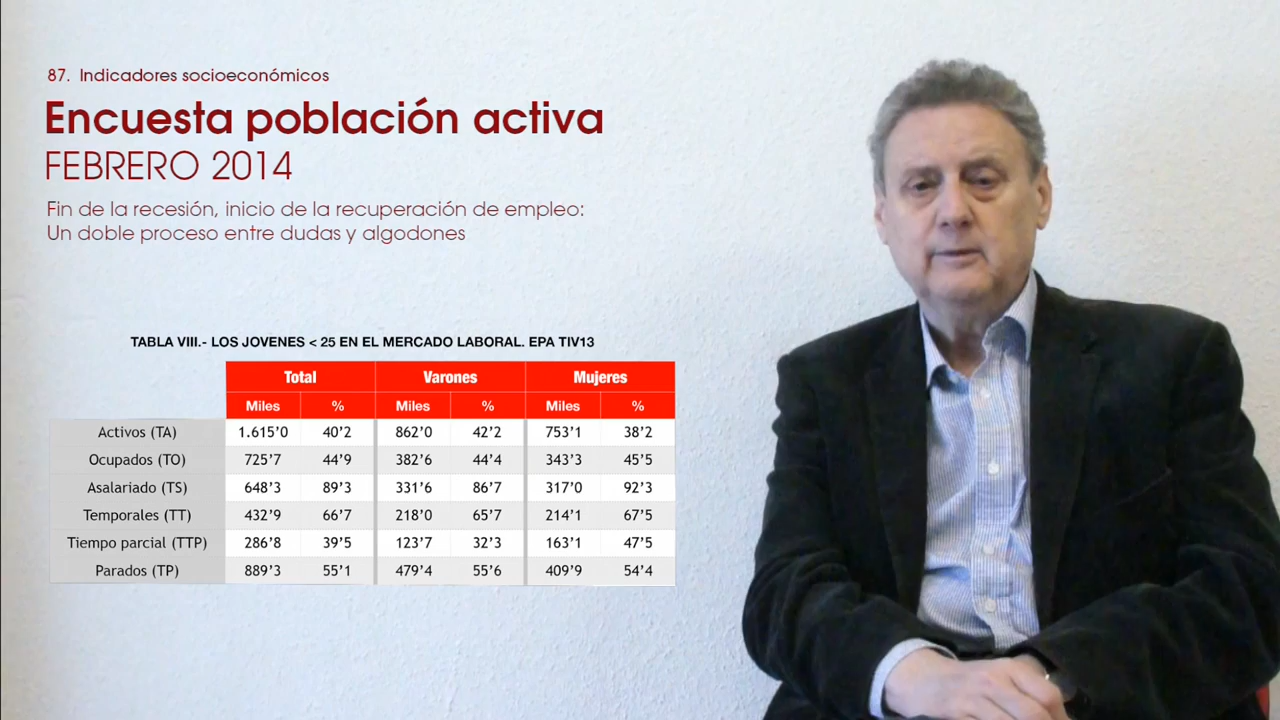 87. Indicadores socioeconómicos
Encuesta población activa
FEBRERO 2014
Fin de la recesión, inicio de la recuperación de empleo:
Un doble proceso entre dudas y algodones
TABLA VIII.- LOS JOVENES < 25 EN EL MERCADO LABORAL. EPA TIV13
Total Varones Mujeres
Miles % Miles % Miles %
Activos (TA) 1.615'0 40'2 862'0 42'2 753'1 38'2
Ocupados (TO) 725'7 44'9 382'6 44'4 343'3 45'5
Asalariado (TS) 648'3 89'3 331'6 86'7 317'0 92'3
Temporales (TT) 432'9 66'7 218'0 65'7 214'1 67'5
Tiempo parcial (TTP) 286'8 39'5 123'7 32'3 163'1 47'5
Parados (TP) 889'3 55'1 479'4 55'6 409'9 54'4